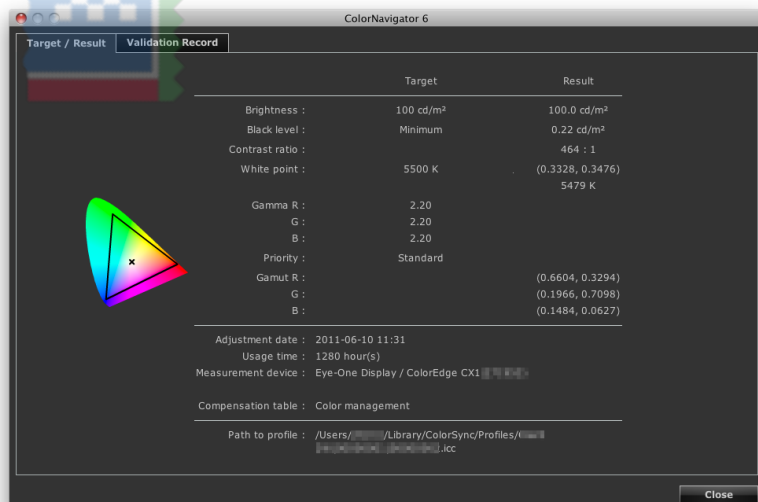 ColorNavigator 6
Target / Result Validation Record
Target Result
Brightness : 100 cd/m² 100.0 cd/m²
Black level : Minimum 0.22 cd/m²
Contrast ratio : 464 : 1
White point : 5500 K (0.3328, 0.3476)
5479 K
Gamma R : 2.20
G : 2.20
B : 2.20
Priority : Standard
Gamut R : (0.6604, 0.3294)
G : (0.1966, 0.7098)
B : (0.1484, 0.0627)
Adjustment date : 2011-06-10 11:31
Usage time : 1280 hour(s)
Measurement device : Eye-One Display / ColorEdge CX1
Compensation table : Color management
Path to profile : /Users/ /Library/ColorSync/Profiles/
.icc
Close